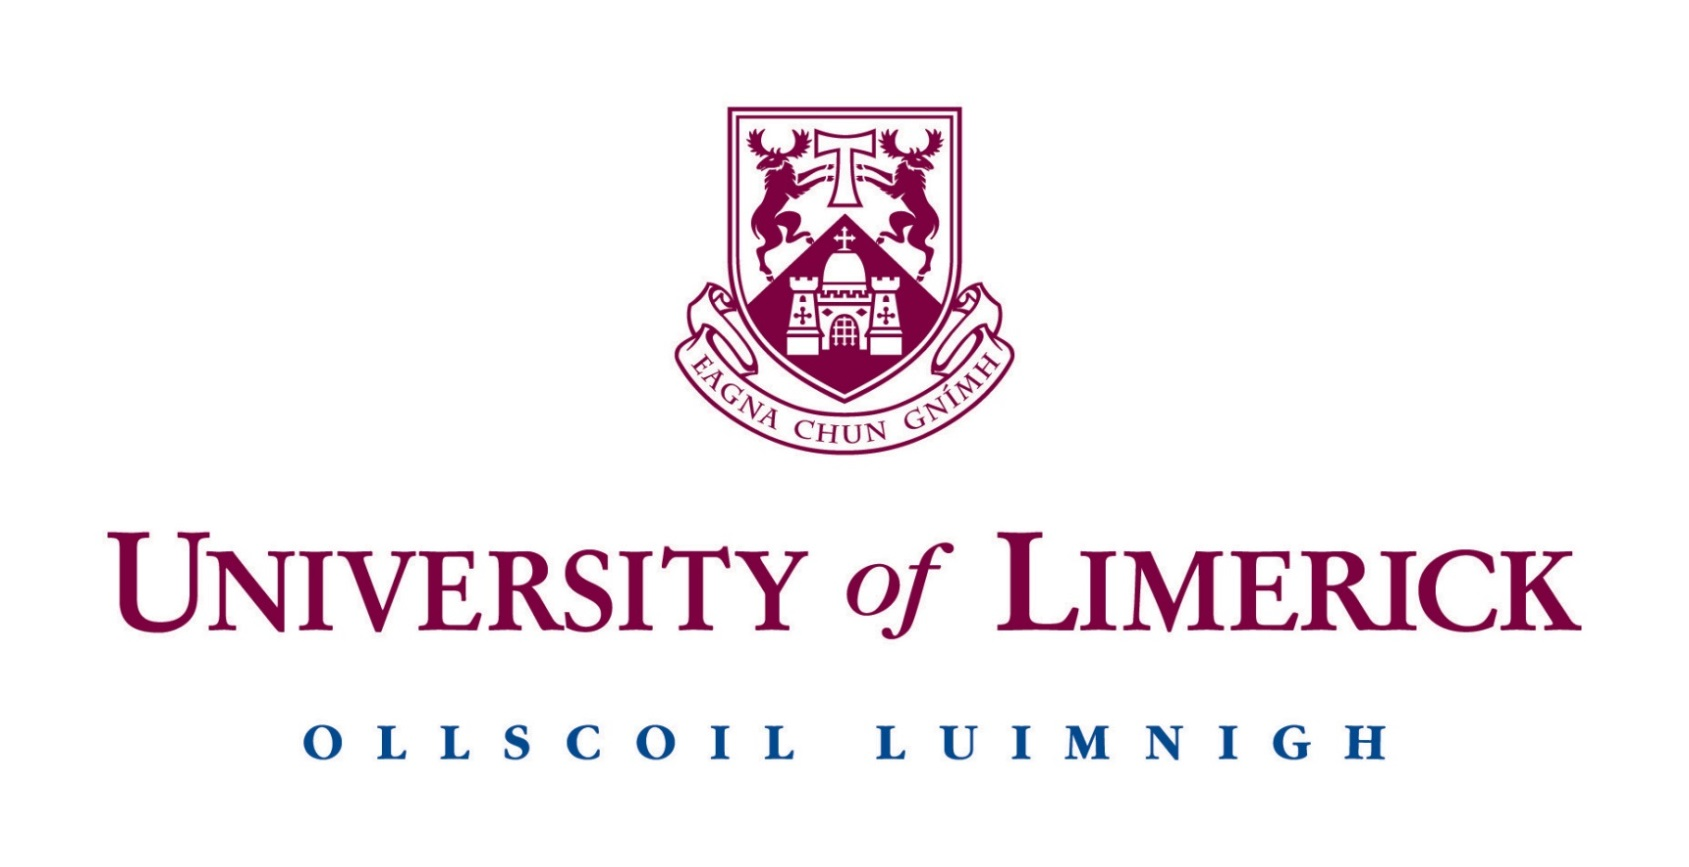 EAGNA CHUN GNÍMH
UNIVERSITY of LIMERICK
OLLSCOIL LUIMNIGH